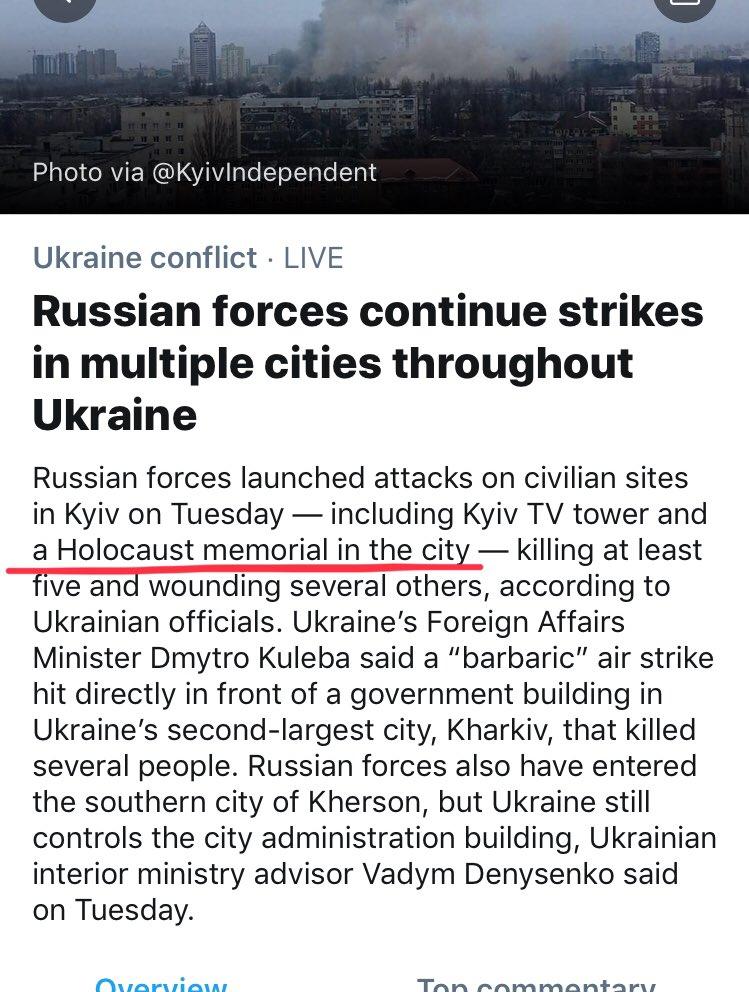 Photo via @KyivIndependent
Ukraine conflict · LIVE
Russian forces continue strikes
in multiple cities throughout
Ukraine
Russian forces launched attacks on civilian sites
in Kyiv on Tuesday — including Kyiv TV tower and
a Holocaust memorial in the city — killing at least
five and wounding several others, according to
Ukrainian officials. Ukraine’s Foreign Affairs
Minister Dmytro Kuleba said a “barbaric” air strike
hit directly in front of a government building in
Ukraine’s second-largest city, Kharkiv, that killed
several people. Russian forces also have entered
the southern city of Kherson, but Ukraine still
controls the city administration building, Ukrainian
interior ministry advisor Vadym Denysenko said
on Tuesday.
Overview Top commentary